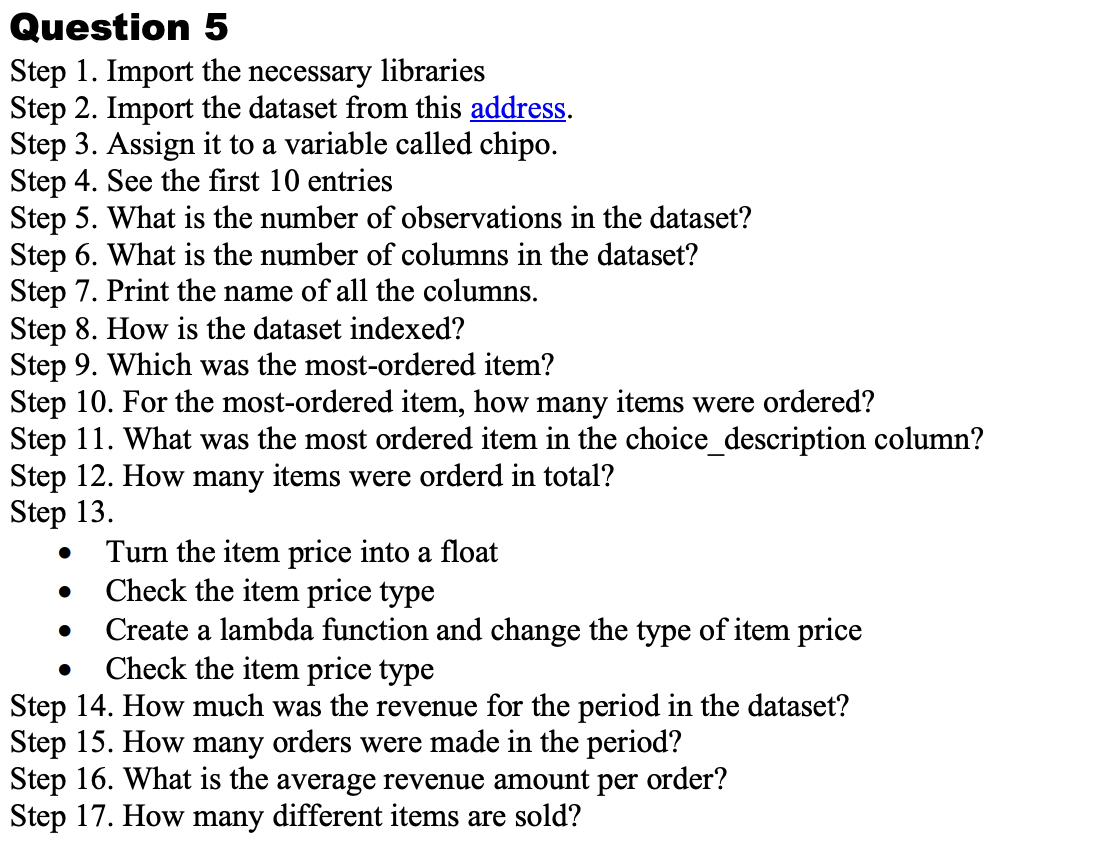 Question 5
Step 1. Import the necessary libraries
Step 2. Import the dataset from this address.
Step 3. Assign it to a variable called chipo.
Step 4. See the first 10 entries
Step 5. What is the number of observations in the dataset?
Step 6. What is the number of columns in the dataset?
Step 7. Print the name of all the columns.
Step 8. How is the dataset indexed?
Step 9. Which was the most-ordered item?
Step 10. For the most-ordered item, how many items were ordered?
Step 11. What was the most ordered item in the choice_description column?
Step 12. How many items were orderd in total?
Step 13.
• Turn the item price into a float
• Check the item price type
• Create a lambda function and change the type of item price
• Check the item price type
Step 14. How much was the revenue for the period in the dataset?
Step 15. How many orders were made in the period?
Step 16. What is the average revenue amount per order?
Step 17. How many different items are sold?